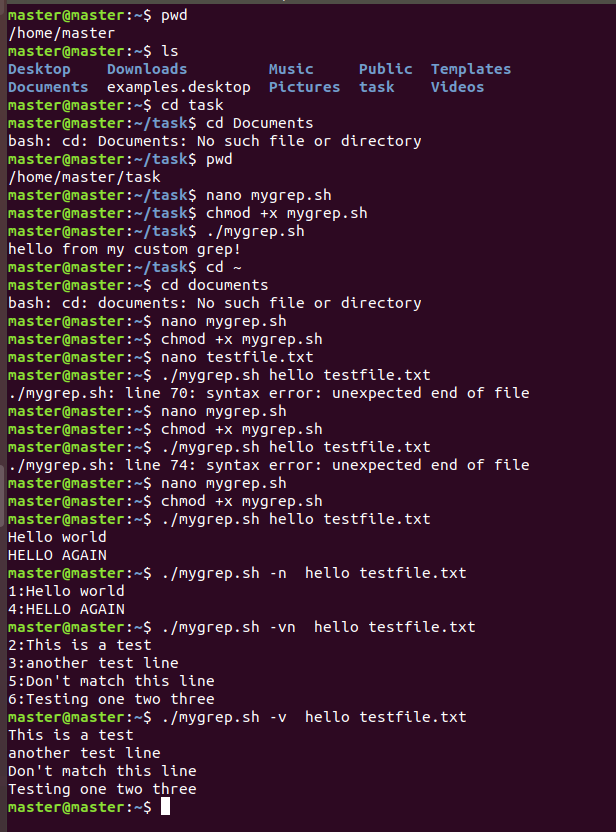 master@master:~$ pwd
/home/master
master@master:~$ ls
Desktop    Downloads         Music     Public  Templates
Documents  examples.desktop  Pictures  task    Videos
master@master:~$ cd task
master@master:~/task$ cd Documents
bash: cd: Documents: No such file or directory
master@master:~/task$ pwd
/home/master/task
master@master:~/task$ nano mygrep.sh
master@master:~/task$ chmod +x mygrep.sh
master@master:~/task$ ./mygrep.sh
hello from my custom grep!
master@master:~/task$ cd ~
master@master:~$ cd documents
bash: cd: documents: No such file or directory
master@master:~$ nano mygrep.sh
master@master:~$ chmod +x mygrep.sh
master@master:~$ nano testfile.txt
master@master:~$ ./mygrep.sh hello testfile.txt
./mygrep.sh: line 70: syntax error: unexpected end of file
master@master:~$ nano mygrep.sh
master@master:~$ chmod +x mygrep.sh
master@master:~$ ./mygrep.sh hello testfile.txt
./mygrep.sh: line 74: syntax error: unexpected end of file
master@master:~$ nano mygrep.sh
master@master:~$ chmod +x mygrep.sh
master@master:~$ ./mygrep.sh hello testfile.txt
Hello world
HELLO AGAIN
master@master:~$ ./mygrep.sh -n  hello testfile.txt
1:Hello world
4:HELLO AGAIN
master@master:~$ ./mygrep.sh -vn  hello testfile.txt
2:This is a test
3:another test line
5:Don't match this line
6:Testing one two three
master@master:~$ ./mygrep.sh -v  hello testfile.txt
This is a test
another test line
Don't match this line
Testing one two three
master@master:~$